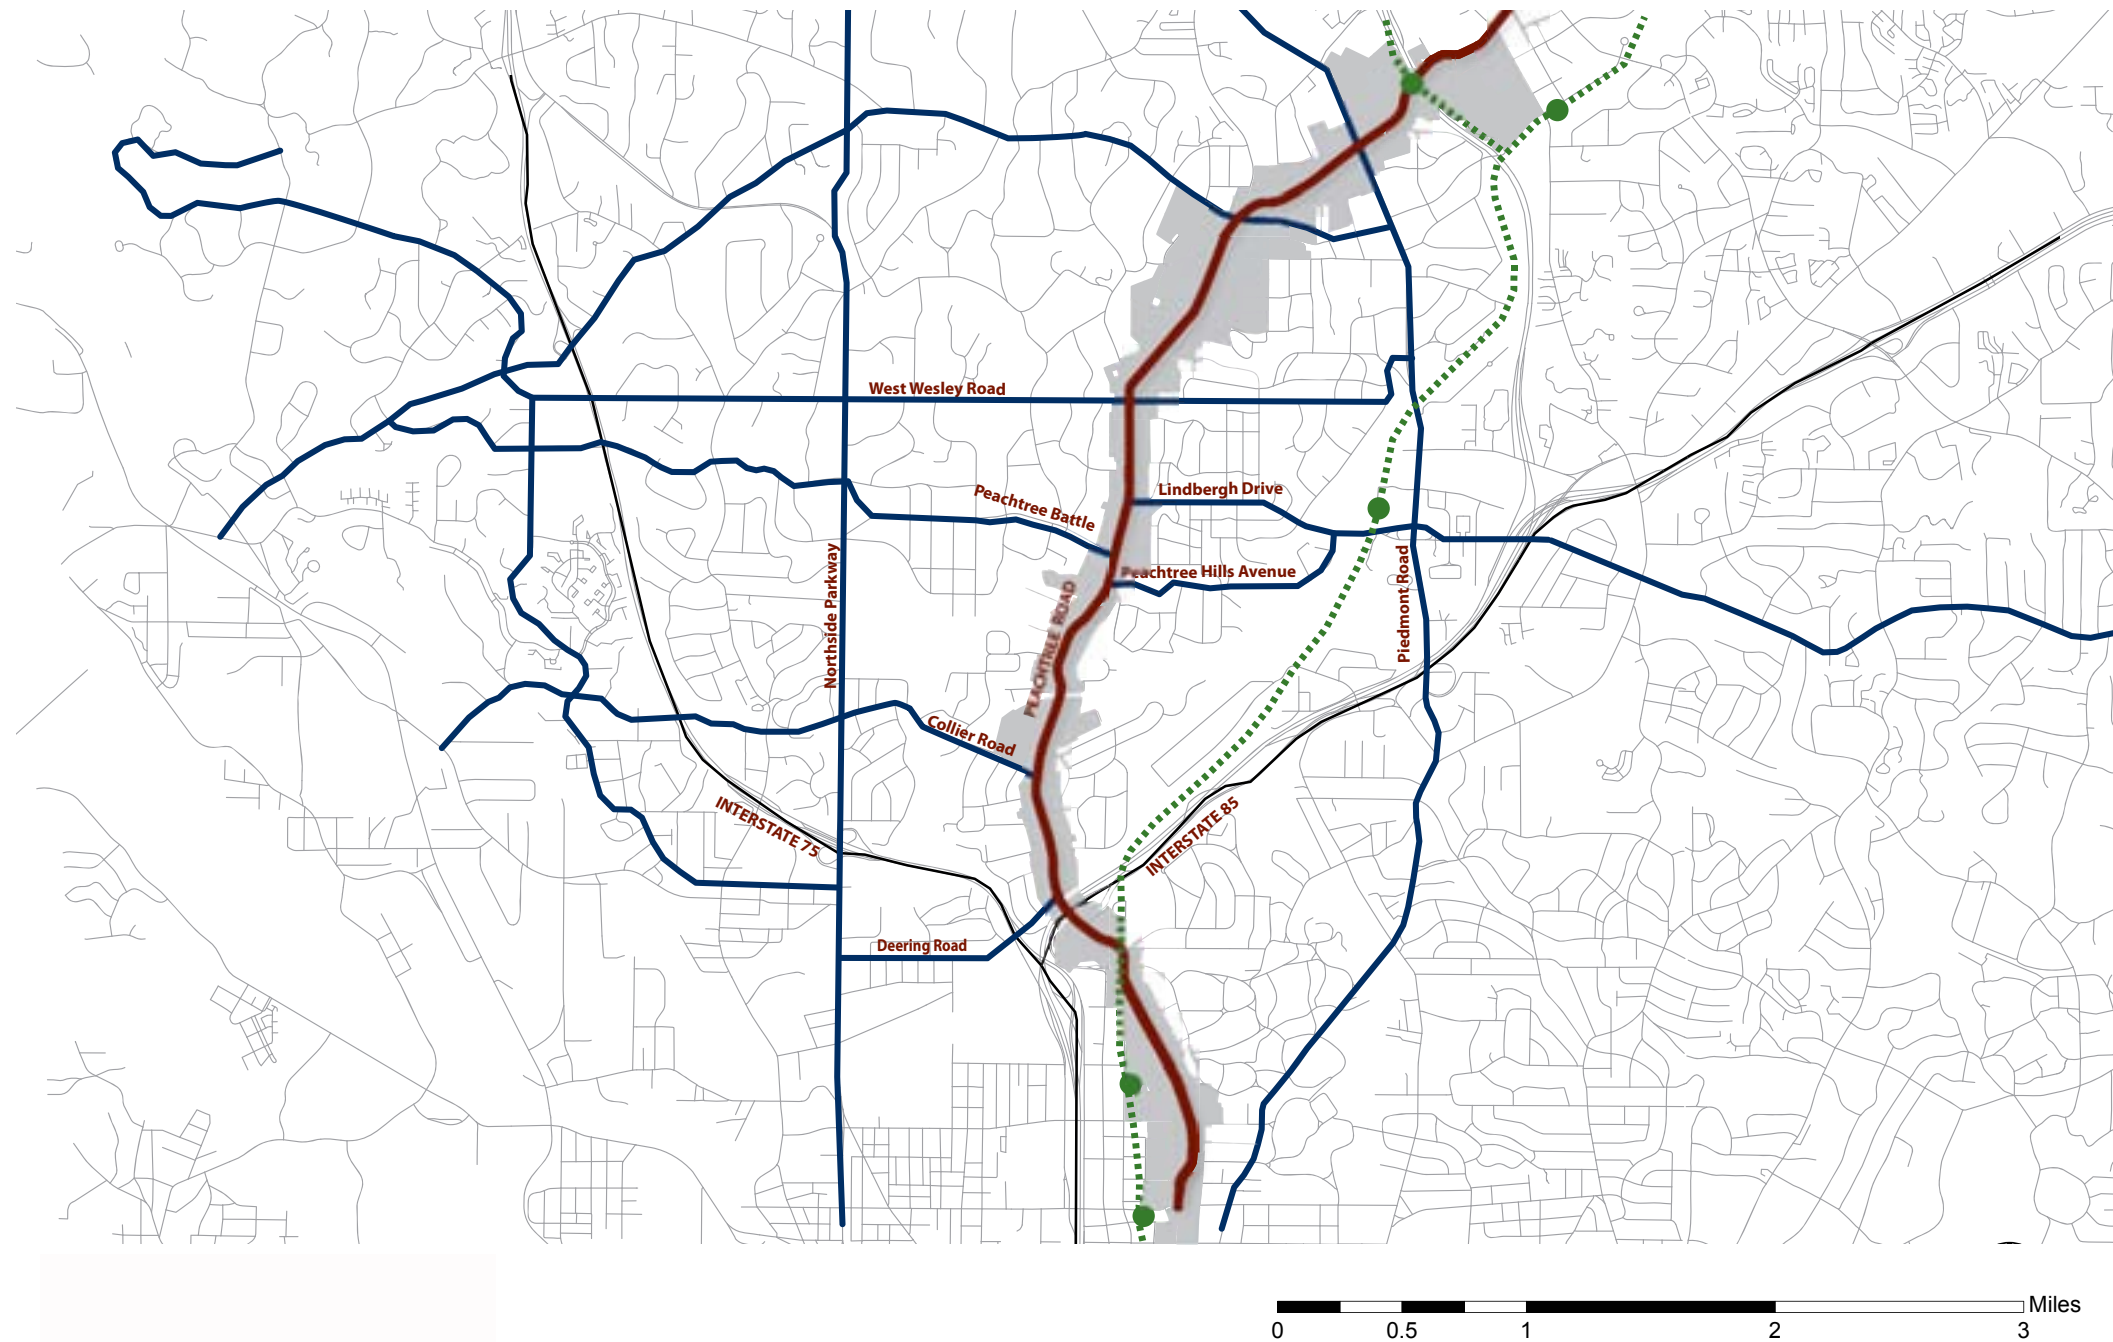 West Wesley Road
Lindbergh Drive
Peachtree Battle
Northside Parkway
Piedmont Road
Peachtree Hills Avenue
PEACHTREE ROAD
Collier Road
INTERSTATE 75
INTERSTATE 85
Deering Road
Miles
0 0.5 1 2 3